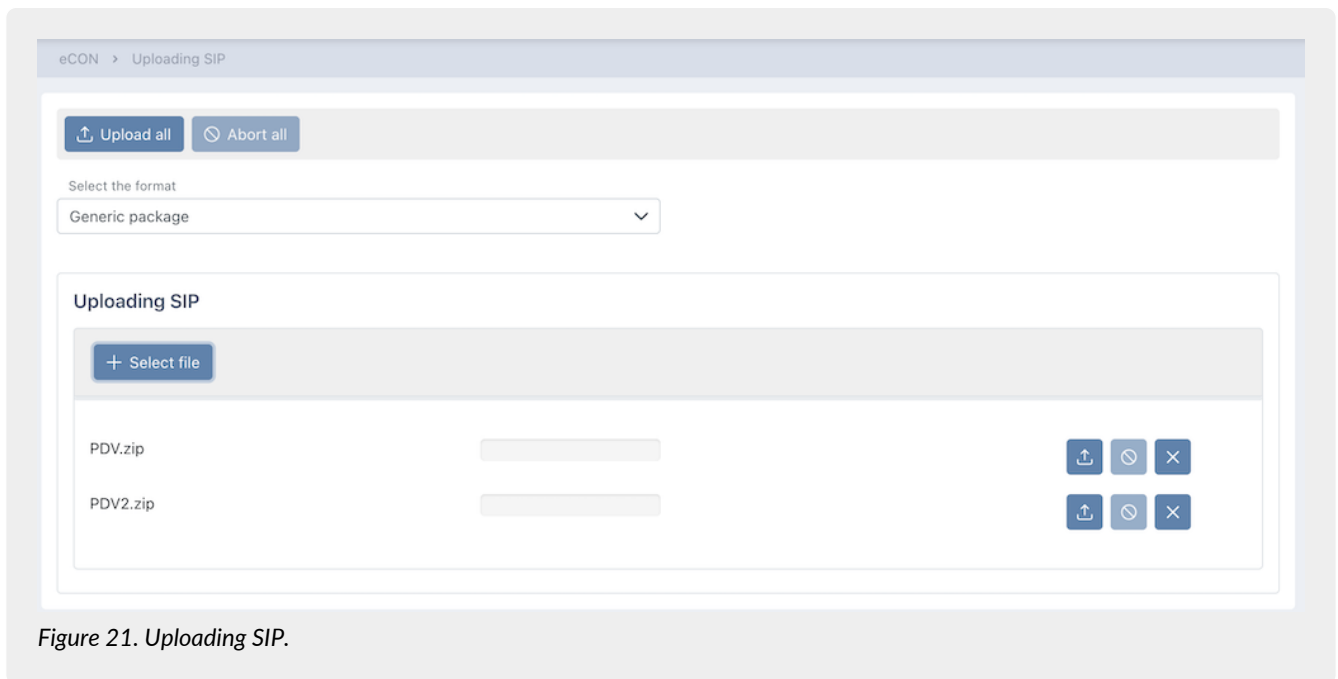 eCON > Uploading SIP
Upload all Abort all
Select the format
Generic package
Uploading SIP
+ Select file
PDV.zip
PDV2.zip
Figure 21. Uploading SIP.